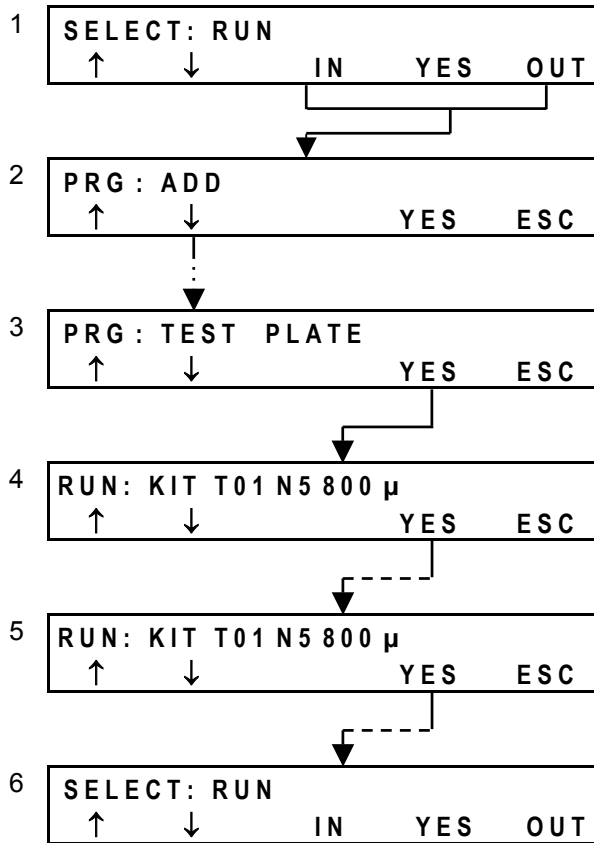 1
SELECT: RUN
↑ ↓ IN YES OUT
2
PRG: ADD
↑ ↓ YES ESC
3
PRG: TEST PLATE
↑ ↓ YES ESC
4
RUN: KIT T01 N5 800 µ
↑ ↓ YES ESC
5
RUN: KIT T01 N5 800 µ
↑ ↓ YES ESC
6
SELECT: RUN
↑ ↓ IN YES OUT